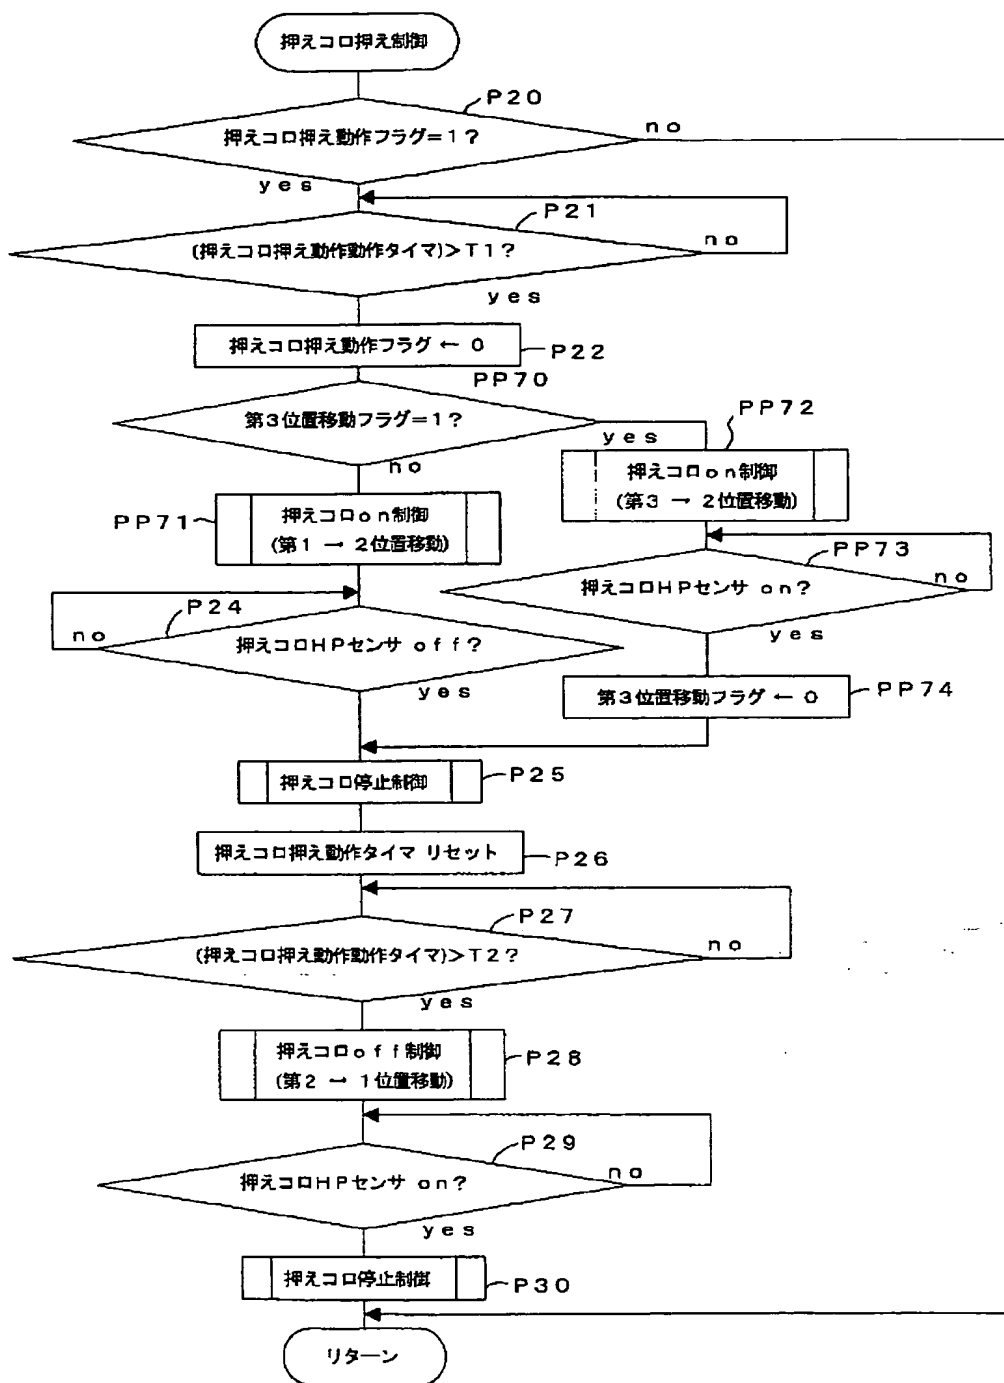 押えコロ押え制御
P20
押えコロ押え動作フラグ=1?
no
yes
P21
(押えコロ押え動作動作タイマ)>T1?
no
yes
押えコロ押え動作フラグ ← 0
P22
PP70
第3位置移動フラグ=1?
yes
no
PP72
押えコロon制御
(第3 → 2位置移動)
PP71
押えコロon制御
(第1 → 2位置移動)
PP73
押えコロHPセンサ on?
no
yes
P24
no
押えコロHPセンサ off?
yes
第3位置移動フラグ ← 0
PP74
押えコロ停止制御
P25
押えコロ押え動作タイマ リセット
P26
P27
(押えコロ押え動作動作タイマ)>T2?
no
yes
押えコロoff制御
(第2 → 1位置移動)
P28
P29
押えコロHPセンサ on?
no
yes
押えコロ停止制御
P30
リターン